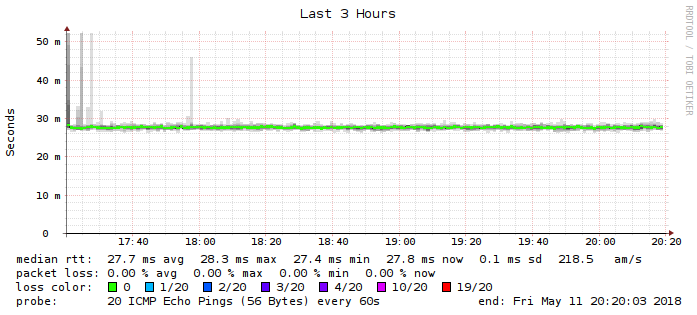 Last 3 Hours
RRDTOOL / TOBI OETIKER
Seconds
50 m
40 m
30 m
20 m
10 m
0
17:40 18:00 18:20 18:40 19:00 19:20 19:40 20:00 20:20
median rtt: 27.7 ms avg 28.3 ms max 27.4 ms min 27.8 ms now 0.1 ms sd 218.5 am/s
packet loss: 0.00 % avg 0.00 % max 0.00 % min 0.00 % now
loss color: 0 1/20 2/20 3/20 4/20 10/20 19/20
probe: 20 ICMP Echo Pings (56 Bytes) every 60s end: Fri May 11 20:20:03 2018